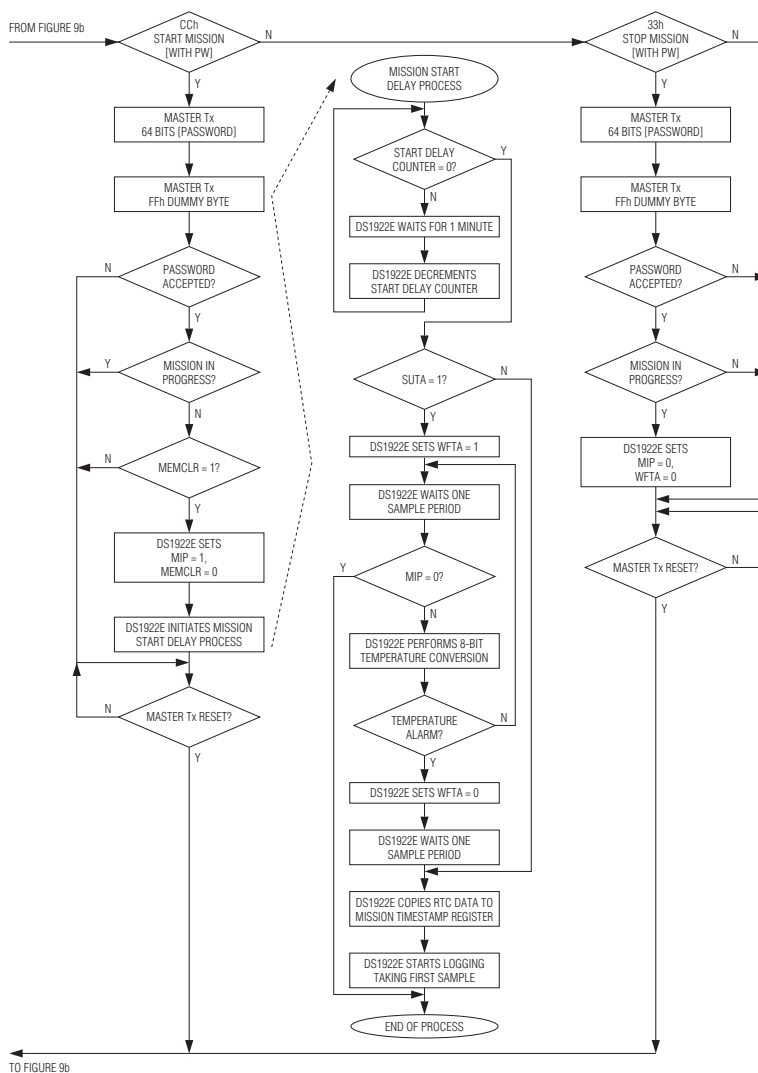 FROM FIGURE 9b
CCh
START MISSION
[WITH PW]
N
Y
MASTER Tx
64 BITS [PASSWORD]
MASTER Tx
FFh DUMMY BYTE
N
PASSWORD
ACCEPTED?
Y
Y
MISSION IN
PROGRESS?
N
N
MEMCLR = 1?
Y
DS1922E SETS
MIP = 1,
MEMCLR = 0
DS1922E INITIATES MISSION
START DELAY PROCESS
N
MASTER Tx RESET?
Y
MISSION START
DELAY PROCESS
START DELAY
COUNTER = 0?
Y
N
DS1922E WAITS FOR 1 MINUTE
DS1922E DECREMENTS
START DELAY COUNTER
SUTA = 1?
N
Y
DS1922E SETS WFTA = 1
DS1922E WAITS ONE
SAMPLE PERIOD
Y
MIP = 0?
N
DS1922E PERFORMS 8-BIT
TEMPERATURE CONVERSION
TEMPERATURE
ALARM?
N
Y
DS1922E SETS WFTA = 0
DS1922E WAITS ONE
SAMPLE PERIOD
DS1922E COPIES RTC DATA TO
MISSION TIMESTAMP REGISTER
DS1922E STARTS LOGGING
TAKING FIRST SAMPLE
END OF PROCESS
33h
STOP MISSION
[WITH PW]
N
Y
MASTER Tx
64 BITS [PASSWORD]
MASTER Tx
FFh DUMMY BYTE
PASSWORD
ACCEPTED?
N
Y
MISSION IN
PROGRESS?
N
Y
DS1922E SETS
MIP = 0,
WFTA = 0
MASTER Tx RESET?
N
Y
TO FIGURE 9b